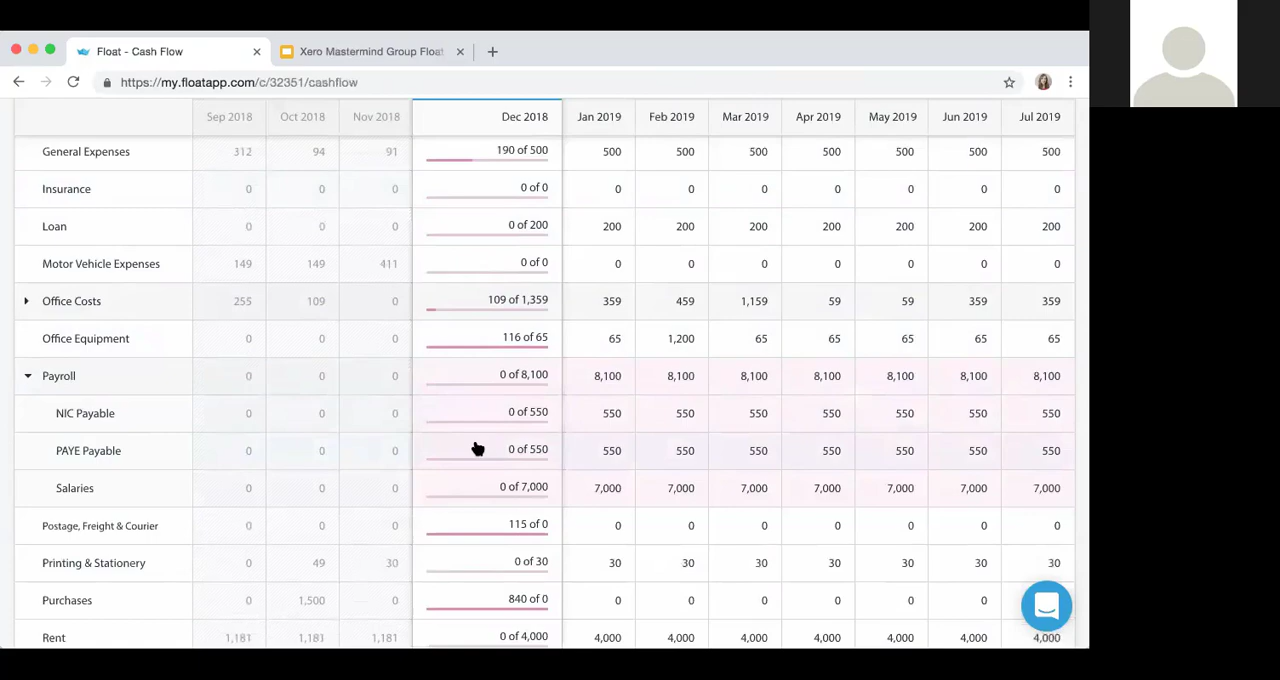 Float - Cash Flow
Xero Mastermind Group Float
https://my.floatapp.com/c/32351/cashflow
Sep 2018 Oct 2018 Nov 2018 Dec 2018 Jan 2019 Feb 2019 Mar 2019 Apr 2019 May 2019 Jun 2019 Jul 2019
General Expenses 312 94 91 190 of 500 500 500 500 500 500 500 500
Insurance 0 0 0 0 of 0 0 0 0 0 0 0 0
Loan 0 0 0 0 of 200 200 200 200 200 200 200 200
Motor Vehicle Expenses 149 149 411 0 of 0 0 0 0 0 0 0 0
Office Costs 255 109 0 109 of 1,359 359 459 1,159 59 59 359 359
Office Equipment 0 0 0 116 of 65 65 1,200 65 65 65 65 65
Payroll 0 0 0 0 of 8,100 8,100 8,100 8,100 8,100 8,100 8,100 8,100
NIC Payable 0 0 0 0 of 550 550 550 550 550 550 550 550
PAYE Payable 0 0 0 0 of 550 550 550 550 550 550 550 550
Salaries 0 0 0 0 of 7,000 7,000 7,000 7,000 7,000 7,000 7,000 7,000
Postage, Freight & Courier 0 0 0 115 of 0 0 0 0 0 0 0 0
Printing & Stationery 0 49 30 0 of 30 30 30 30 30 30 30 30
Purchases 0 1,500 0 840 of 0 0 0 0 0 0 0 0
Rent 1,181 1,181 1,181 0 of 4,000 4,000 4,000 4,000 4,000 4,000 4,000 4,000